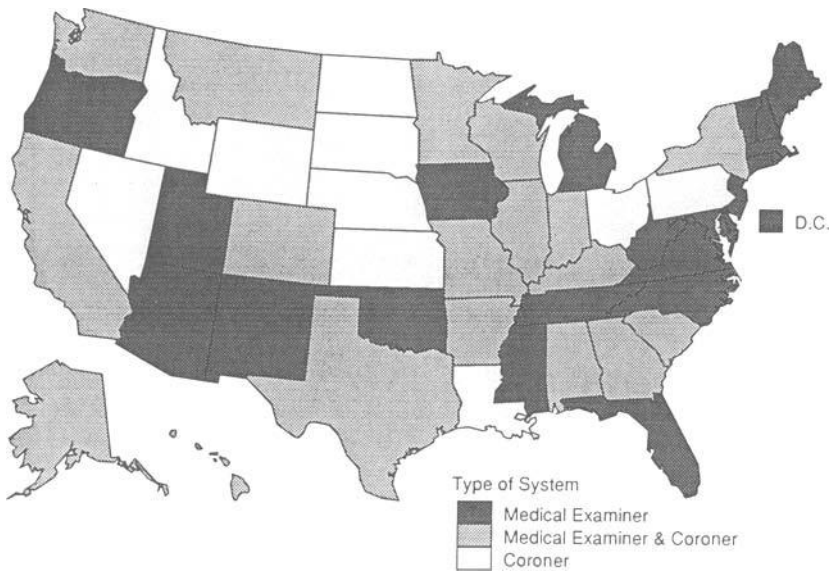 D.C.
Type of System
Medical Examiner
Medical Examiner & Coroner
Coroner